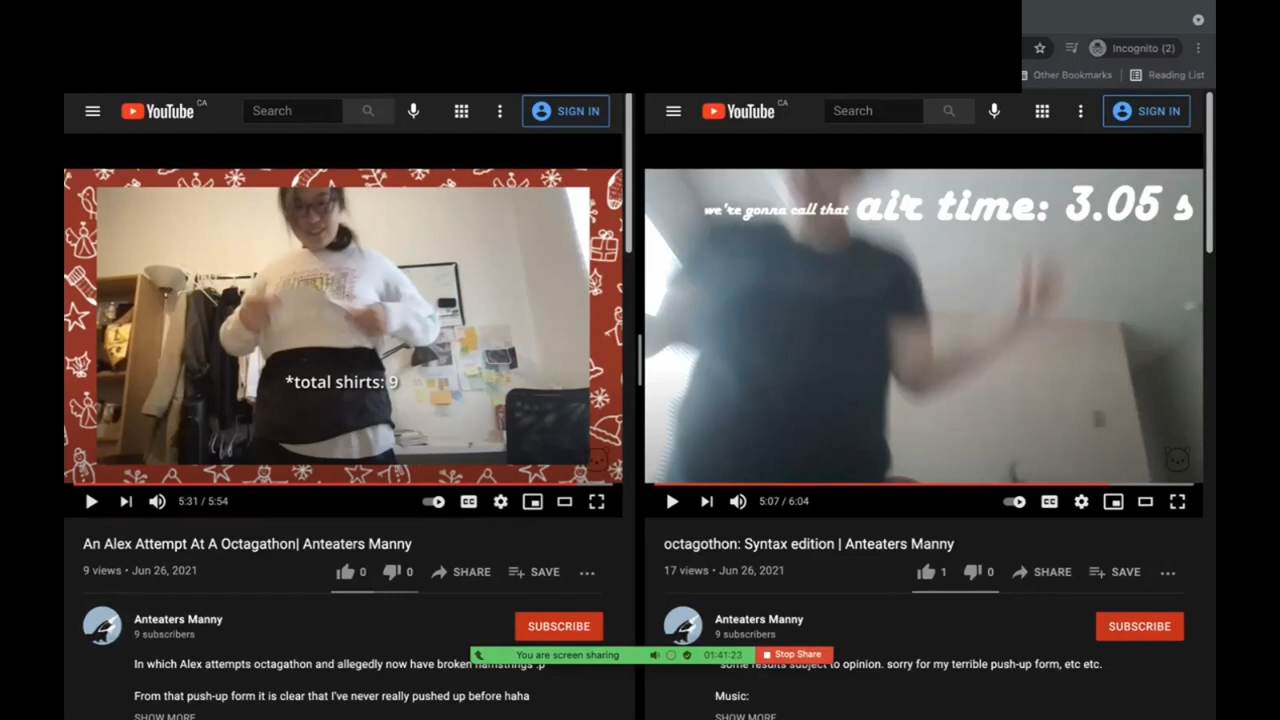 Incognito (2)
Other Bookmarks
Reading List
YouTube CA
Search
SIGN IN
*total shirts: 9
5:31 / 5:54
CC
An Alex Attempt At A Octagathon| Anteaters Manny
9 views • Jun 26, 2021
0
0
SHARE
SAVE
Anteaters Manny
9 subscribers
SUBSCRIBE
In which Alex attempts octagathon and allegedly now have broken hamstrings :p
From that push-up form it is clear that I've never really pushed up before haha
SHOW MORE
YouTube CA
Search
SIGN IN
we're gonna call that air time: 3.05 s
5:07 / 6:04
CC
octagothon: Syntax edition | Anteaters Manny
17 views • Jun 26, 2021
1
0
SHARE
SAVE
Anteaters Manny
9 subscribers
SUBSCRIBE
some results subject to opinion. sorry for my terrible push-up form, etc etc.
Music:
SHOW MORE
You are screen sharing
01:41:23
Stop Share